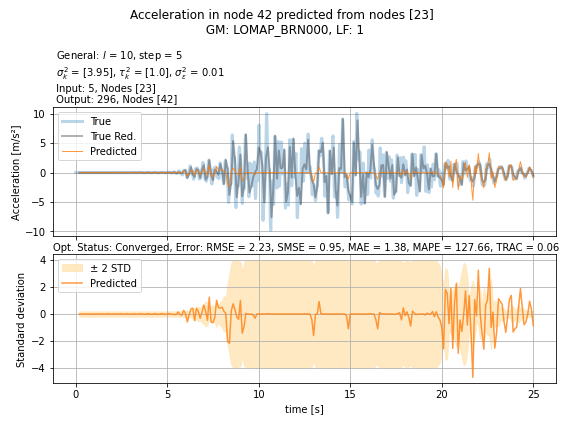 Acceleration in node 42 predicted from nodes [23]
GM: LOMAP_BRN000, LF: 1
General: l = 10, step = 5
σ²ₖ = [3.95], τ²ₖ = [1.0], σ²ε = 0.01
Input: 5, Nodes [23]
Output: 296, Nodes [42]
10
5
0
−5
−10
Acceleration [m/s²]
True
True Red.
Predicted
Opt. Status: Converged, Error: RMSE = 2.23, SMSE = 0.95, MAE = 1.38, MAPE = 127.66, TRAC = 0.06
4
2
0
−2
−4
Standard deviation
± 2 STD
Predicted
0 5 10 15 20 25
time [s]